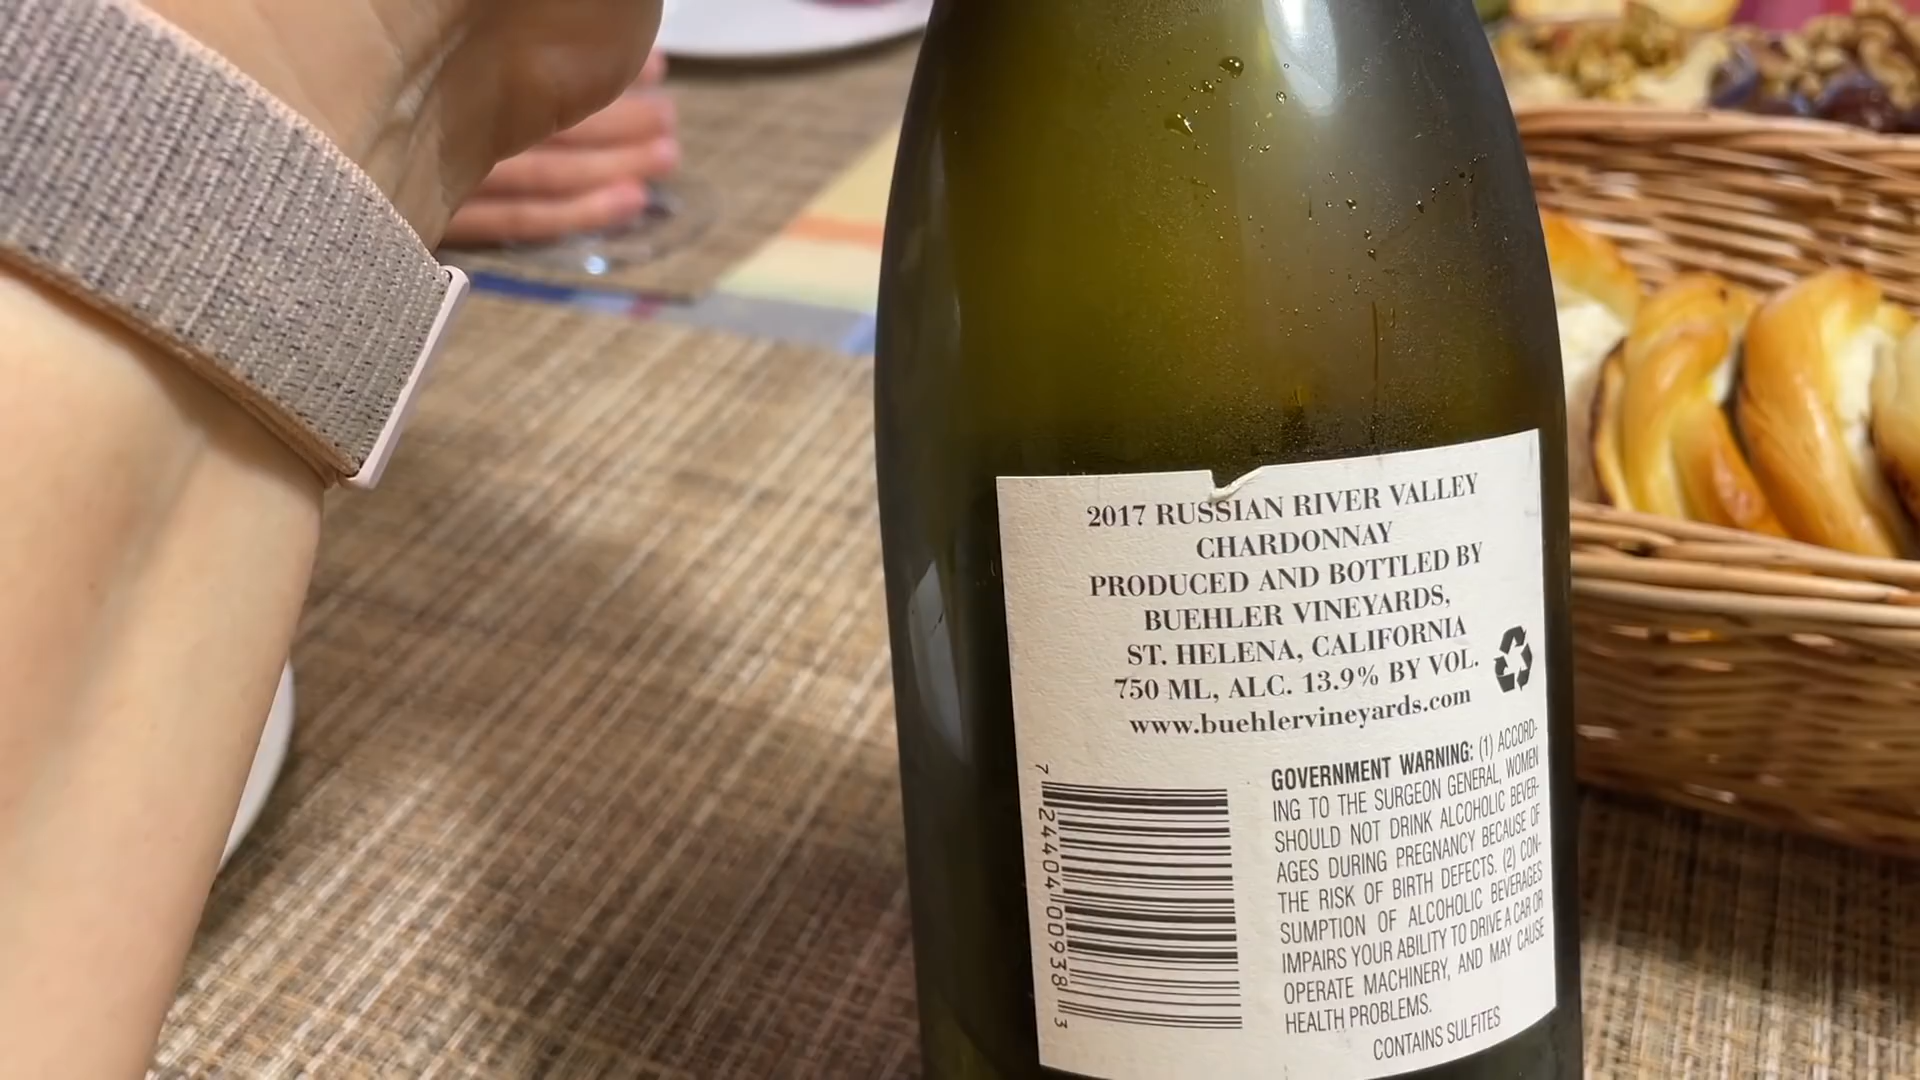 2017 RUSSIAN RIVER VALLEY
CHARDONNAY
PRODUCED AND BOTTLED BY
BUEHLER VINEYARDS,
ST. HELENA, CALIFORNIA
750 ML, ALC. 13.9% BY VOL.
www.buehlervineyards.com
GOVERNMENT WARNING: (1) ACCORD-
ING TO THE SURGEON GENERAL, WOMEN
SHOULD NOT DRINK ALCOHOLIC BEVER-
AGES DURING PREGNANCY BECAUSE OF
THE RISK OF BIRTH DEFECTS. (2) CON-
SUMPTION OF ALCOHOLIC BEVERAGES
IMPAIRS YOUR ABILITY TO DRIVE A CAR OR
OPERATE MACHINERY, AND MAY CAUSE
HEALTH PROBLEMS.
CONTAINS SULFITES
7 24404 00938 3